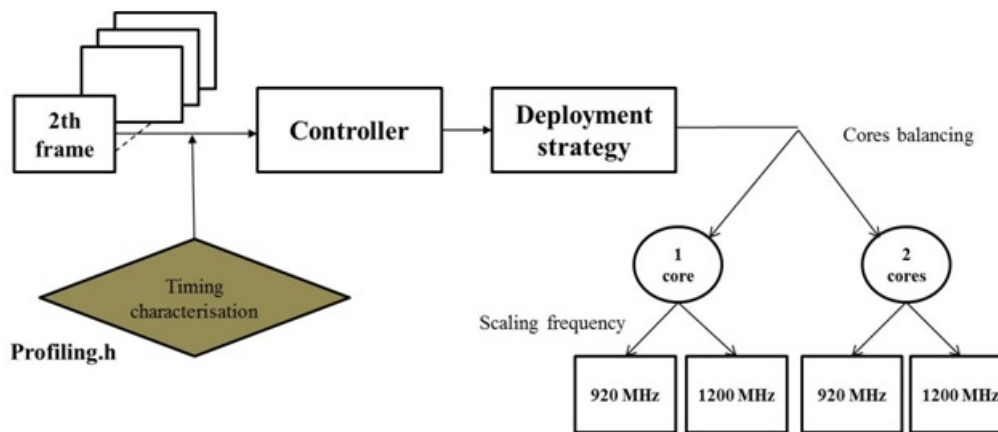 2th
frame
Controller
Deployment
strategy
Cores balancing
1
core
2
cores
Timing
characterisation
Scaling frequency
Profiling.h
920 MHz
1200 MHz
920 MHz
1200 MHz